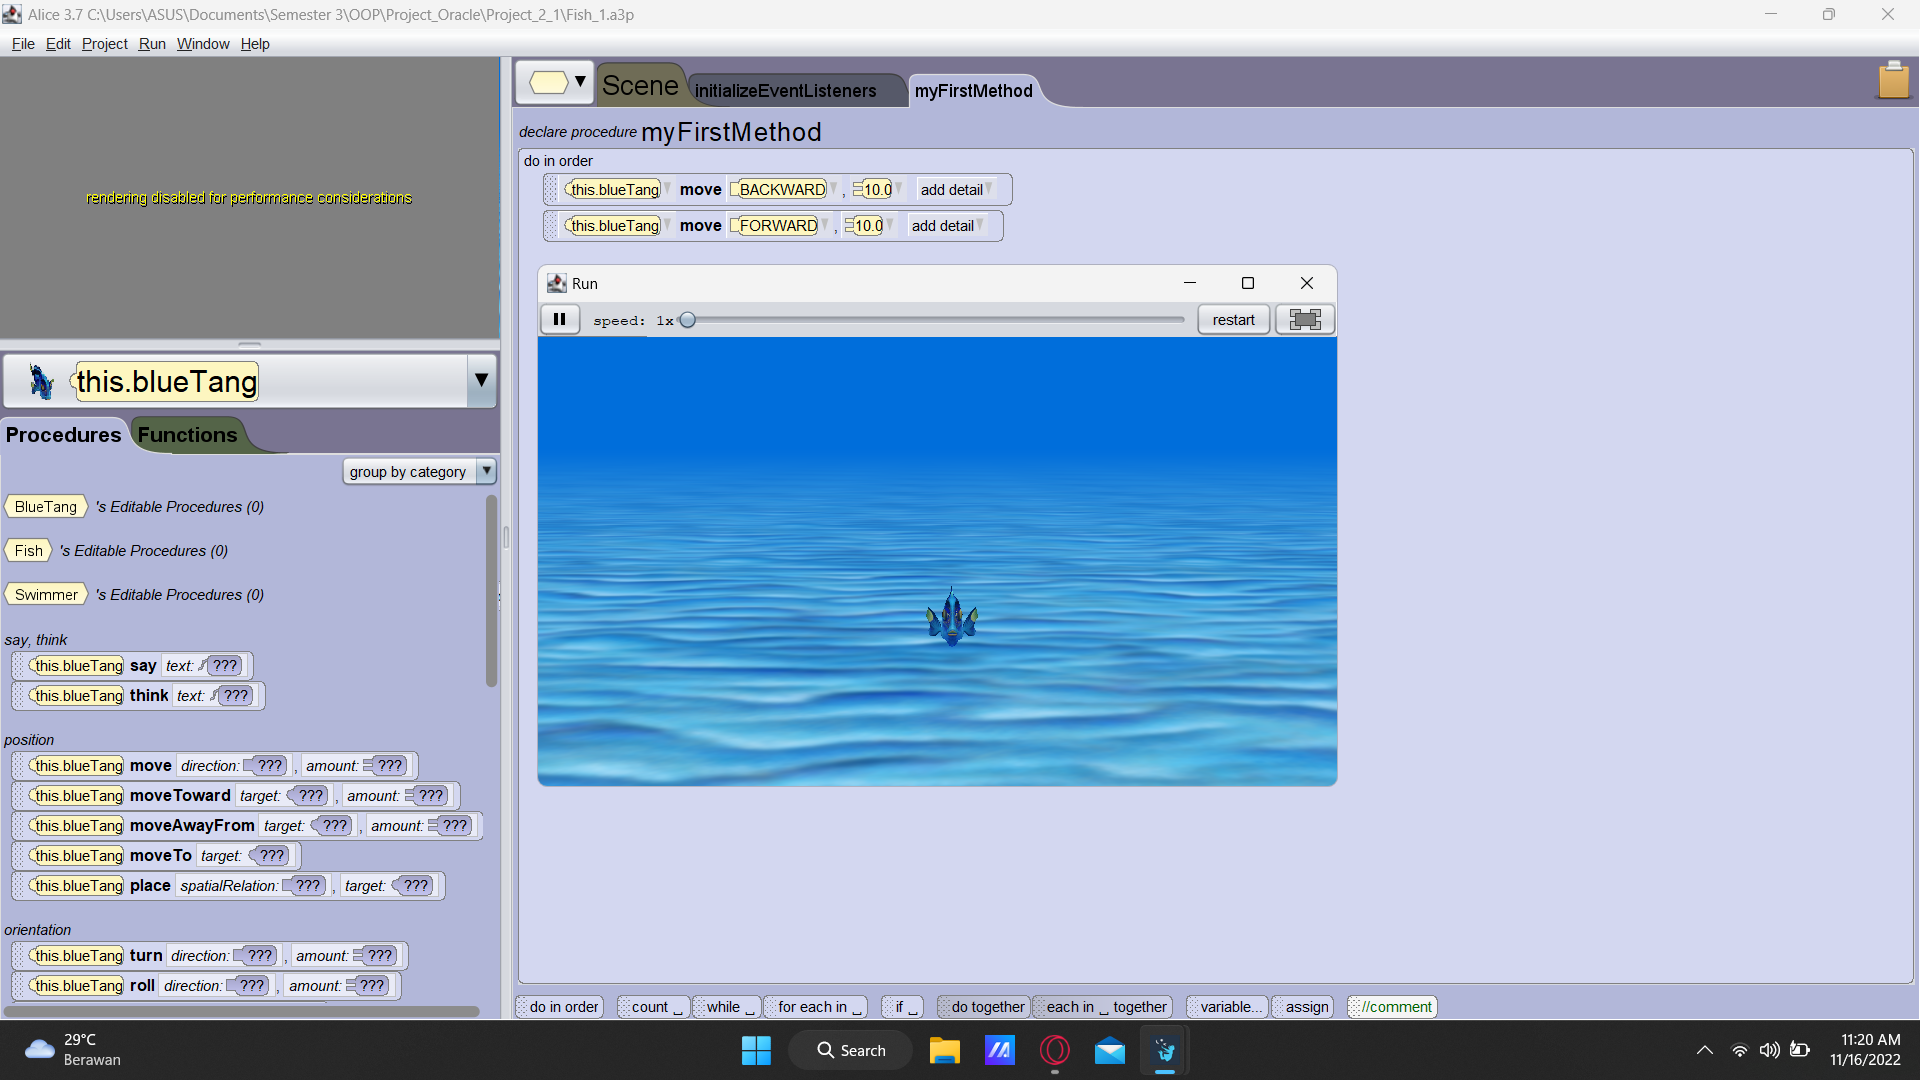 Alice 3.7 C:\Users\ASUS\Documents\Semester 3\OOP\Project_Oracle\Project_2_1\Fish_1.a3p
File Edit Project Run Window Help
rendering disabled for performance considerations
this.blueTang
Procedures Functions
group by category
BlueTang 's Editable Procedures (0)
Fish 's Editable Procedures (0)
Swimmer 's Editable Procedures (0)
say, think
this.blueTang say text: ???
this.blueTang think text: ???
position
this.blueTang move direction: ??? , amount: ???
this.blueTang moveToward target: ??? , amount: ???
this.blueTang moveAwayFrom target: ??? , amount: ???
this.blueTang moveTo target: ???
this.blueTang place spatialRelation: ??? , target: ???
orientation
this.blueTang turn direction: ??? , amount: ???
this.blueTang roll direction: ??? , amount: ???
Scene initializeEventListeners myFirstMethod
declare procedure myFirstMethod
do in order
this.blueTang move BACKWARD , 10.0 add detail
this.blueTang move FORWARD , 10.0 add detail
Run
speed: 1x restart
do in order count ␣ while ␣ for each in ␣ if ␣ do together each in ␣ together variable... assign //comment
29°C
Berawan
Search
11:20 AM
11/16/2022